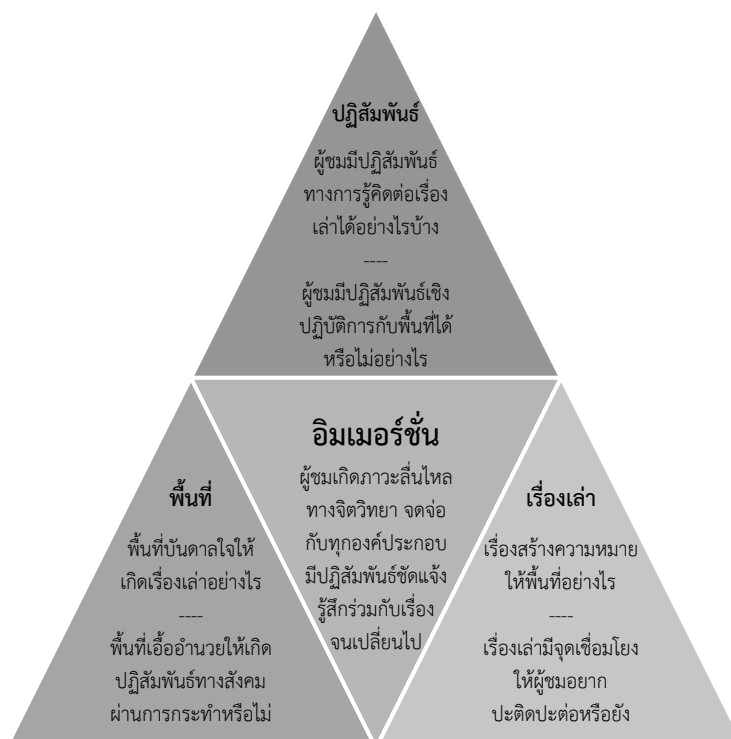 ปฏิสัมพันธ์
ผู้ชมมีปฏิสัมพันธ์
ทางการรู้คิดต่อเรื่อง
เล่าได้อย่างไรบ้าง
----
ผู้ชมมีปฏิสัมพันธ์เชิง
ปฏิบัติการกับพื้นที่ได้
หรือไม่อย่างไร
พื้นที่
พื้นที่บันดาลใจให้
เกิดเรื่องเล่าอย่างไร
----
พื้นที่เอื้ออำนวยให้เกิด
ปฏิสัมพันธ์ทางสังคม
ผ่านการกระทำหรือไม่
อิมเมอร์ชั่น
ผู้ชมเกิดภาวะลื่นไหล
ทางจิตวิทยา จดจ่อ
กับทุกองค์ประกอบ
มีปฏิสัมพันธ์ชัดแจ้ง
รู้สึกร่วมกับเรื่อง
จนเปลี่ยนไป
เรื่องเล่า
เรื่องสร้างความหมาย
ให้พื้นที่อย่างไร
----
เรื่องเล่ามีจุดเชื่อมโยง
ให้ผู้ชมอยาก
ปะติดปะต่อหรือยัง